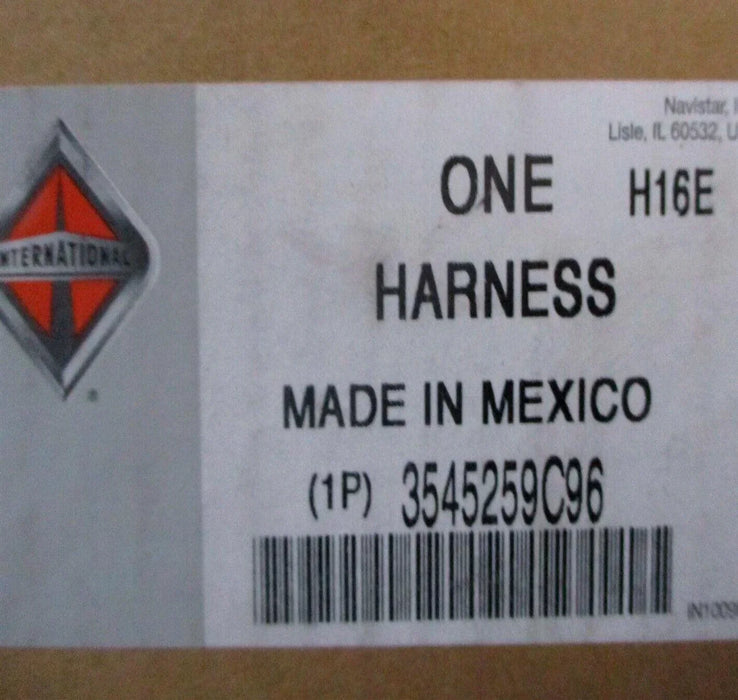 Navistar,
Lisle, IL 60532, U
ONE H16E
HARNESS
INTERNATIONAL
®
MADE IN MEXICO
(1P) 3545259C96